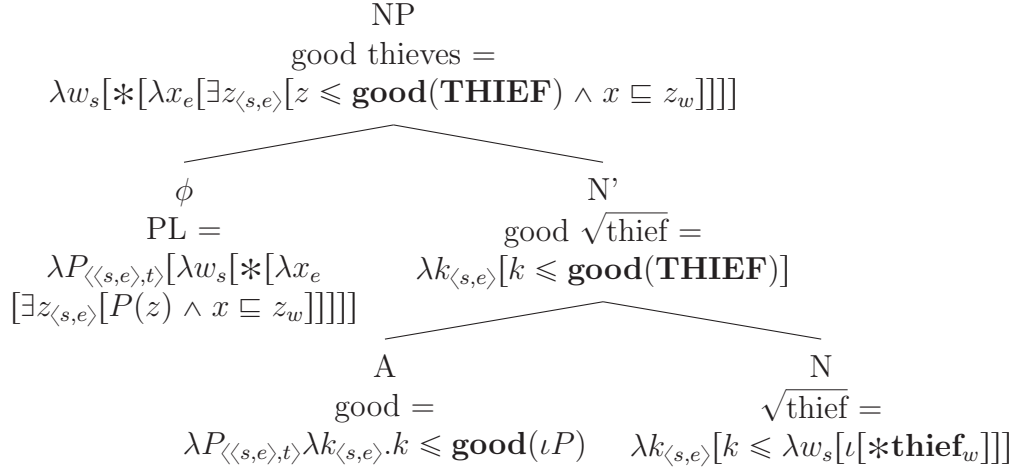 NP
good thieves =
λw_s[∗[λx_e[∃z_⟨s,e⟩[z ⩽ good(THIEF) ∧ x ⊑ z_w]]]]
ϕ
PL =
λP_⟨⟨s,e⟩,t⟩[λw_s[∗[λx_e
[∃z_⟨s,e⟩[P(z) ∧ x ⊑ z_w]]]]]
N'
good √thief =
λk_⟨s,e⟩[k ⩽ good(THIEF)]
A
good =
λP_⟨⟨s,e⟩,t⟩λk_⟨s,e⟩.k ⩽ good(ιP)
N
√thief =
λk_⟨s,e⟩[k ⩽ λw_s[ι[∗thief_w]]]